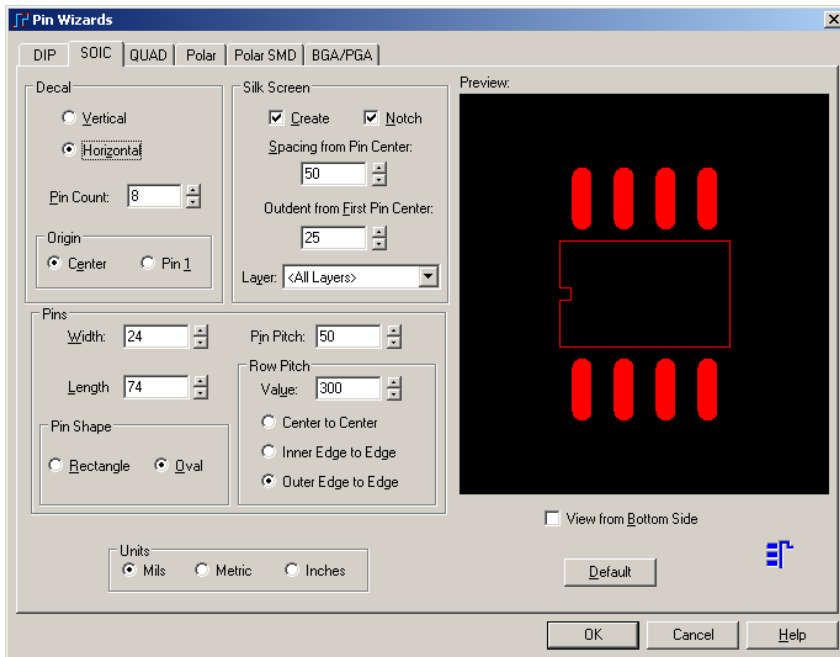 Pin Wizards
DIP SOIC QUAD Polar Polar SMD BGA/PGA
Decal
Vertical
Horizontal
Pin Count: 8
Origin
Center Pin 1
Silk Screen
Create Notch
Spacing from Pin Center:
50
Outdent from First Pin Center:
25
Layer: <All Layers>
Pins
Width: 24
Length 74
Pin Shape
Rectangle Oval
Pin Pitch: 50
Row Pitch
Value: 300
Center to Center
Inner Edge to Edge
Outer Edge to Edge
Units
Mils Metric Inches
Preview:
View from Bottom Side
Default
OK Cancel Help